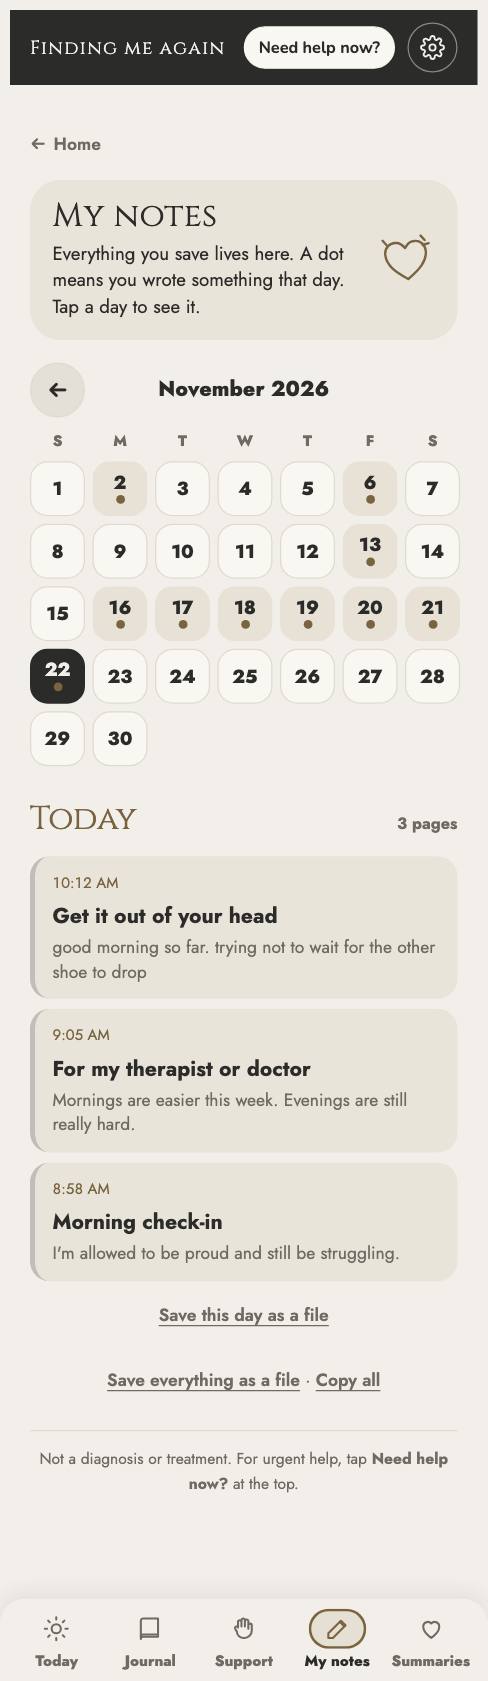 Finding me again
Need help now?
← Home
My notes
Everything you save lives here. A dot
means you wrote something that day.
Tap a day to see it.
November 2026
S M T W T F S
1 2 3 4 5 6 7
8 9 10 11 12 13 14
15 16 17 18 19 20 21
22 23 24 25 26 27 28
29 30
Today
3 pages
10:12 AM
Get it out of your head
good morning so far. trying not to wait for the other
shoe to drop
9:05 AM
For my therapist or doctor
Mornings are easier this week. Evenings are still
really hard.
8:58 AM
Morning check-in
I'm allowed to be proud and still be struggling.
Save this day as a file
Save everything as a file · Copy all
Not a diagnosis or treatment. For urgent help, tap Need help
now? at the top.
Today Journal Support My notes Summaries